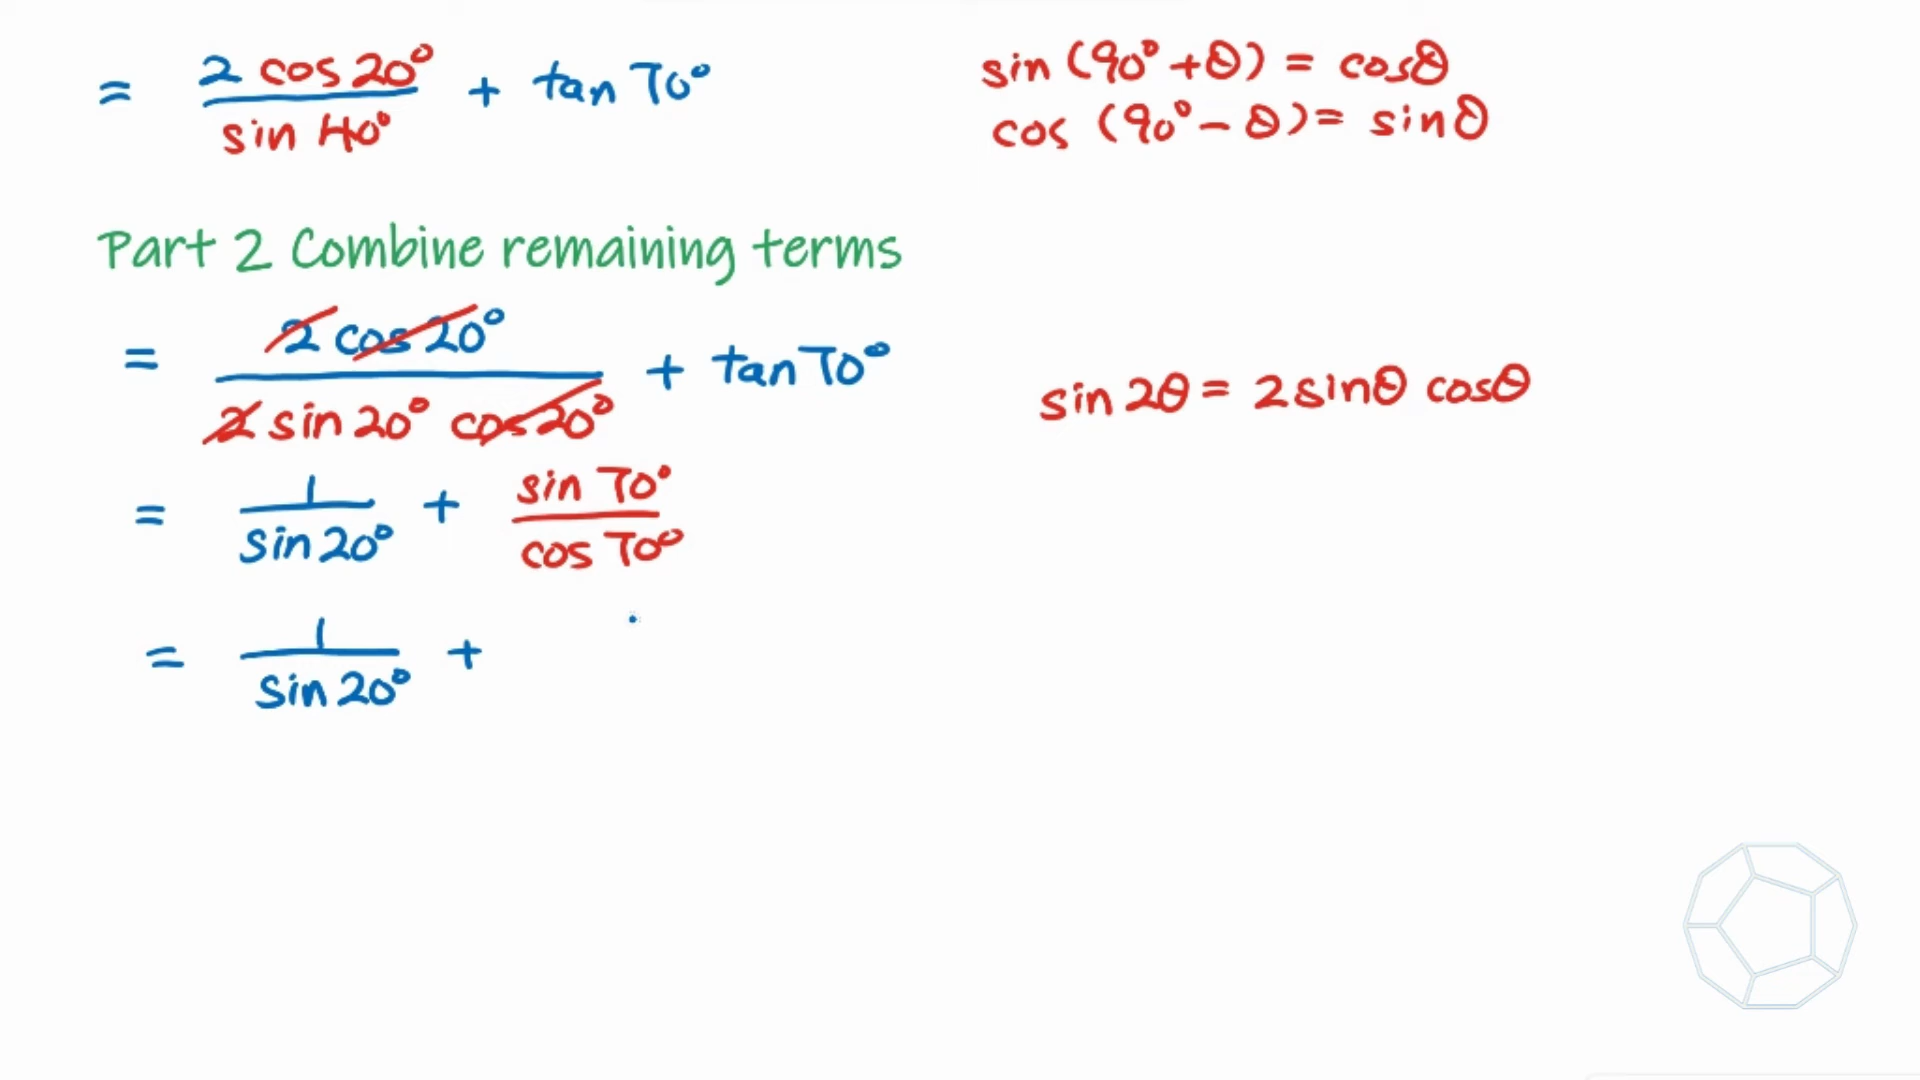 = 2 cos 20° / sin 40° + tan 70°
sin (90° + θ) = cos θ
cos (90° - θ) = sin θ
Part 2 Combine remaining terms
= 2 cos 20° / 2 sin 20° cos 20° + tan 70°
sin 2θ = 2 sin θ cos θ
= 1 / sin 20° + sin 70° / cos 70°
= 1 / sin 20° +